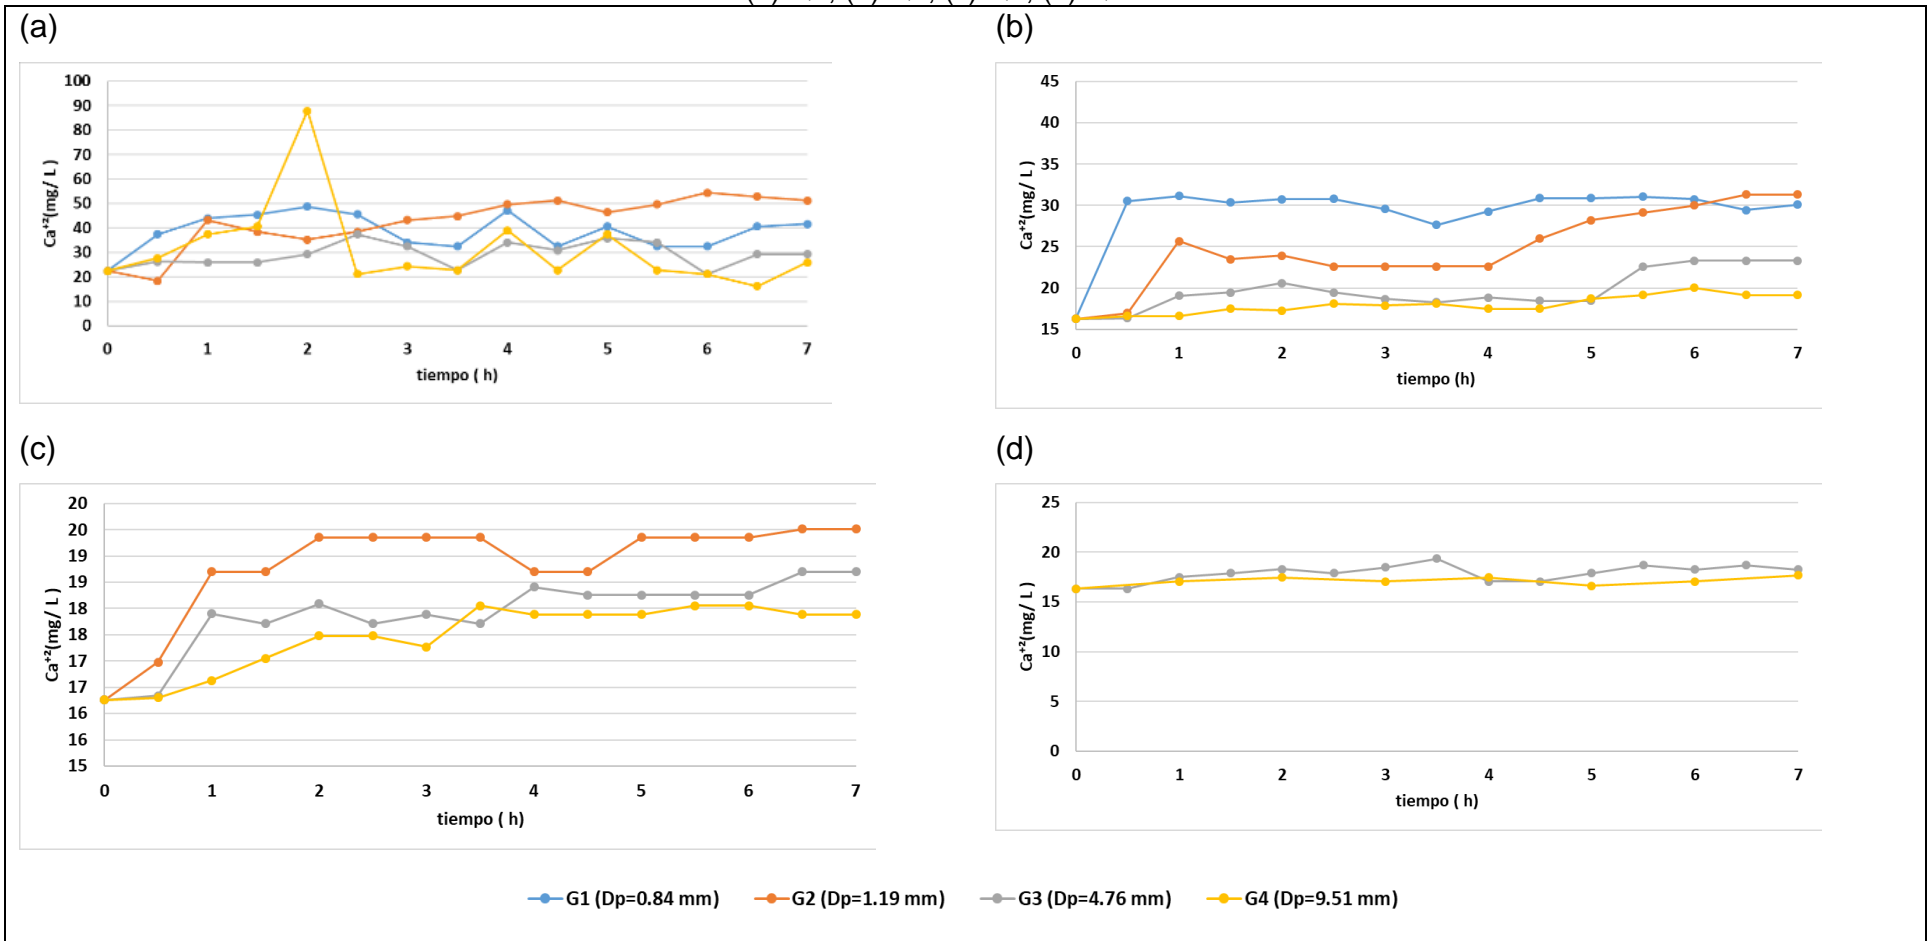 (a)
(b)
100
90
80
70
60
50
40
30
20
10
0
Ca⁺²(mg/ L )
0 1 2 3 4 5 6 7
tiempo ( h)
45
40
35
30
25
20
15
Ca⁺²(mg/ L )
0 1 2 3 4 5 6 7
tiempo (h)
(c)
(d)
20
20
19
19
18
18
17
17
16
16
15
Ca⁺²(mg/ L )
0 1 2 3 4 5 6 7
tiempo ( h)
25
20
15
10
5
0
Ca⁺²(mg/ L )
0 1 2 3 4 5 6 7
tiempo (h)
G1 (Dp=0.84 mm) G2 (Dp=1.19 mm) G3 (Dp=4.76 mm) G4 (Dp=9.51 mm)